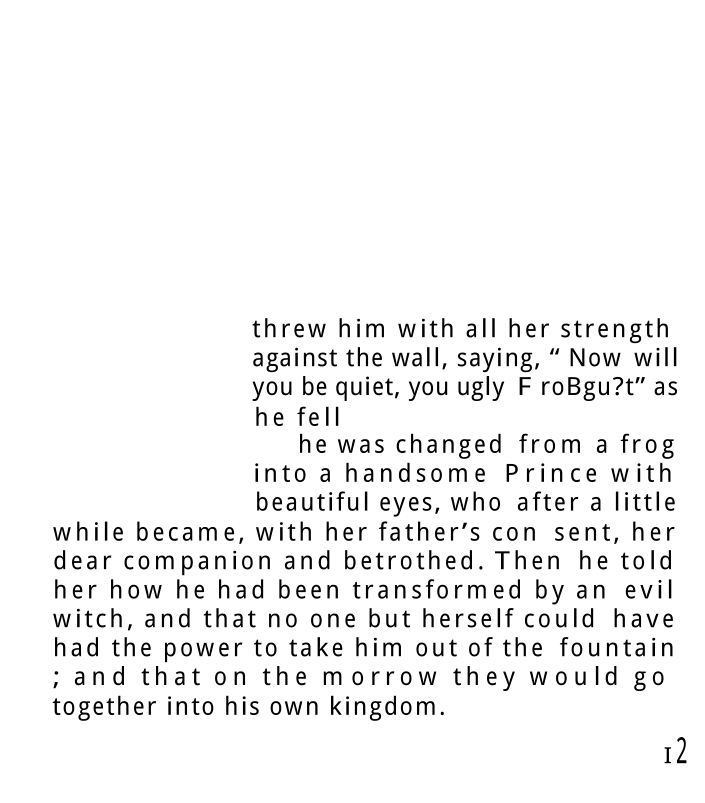 threw him with all her strength
against the wall, saying, “ Now will
you be quiet, you ugly F roBgu?t” as
he fell
he was changed from a frog
into a handsome Prince with
beautiful eyes, who after a little
while became, with her father’s con sent, her
dear companion and betrothed. Then he told
her how he had been transformed by an evil
witch, and that no one but herself could have
had the power to take him out of the fountain
; and that on the morrow they would go
together into his own kingdom.
I2